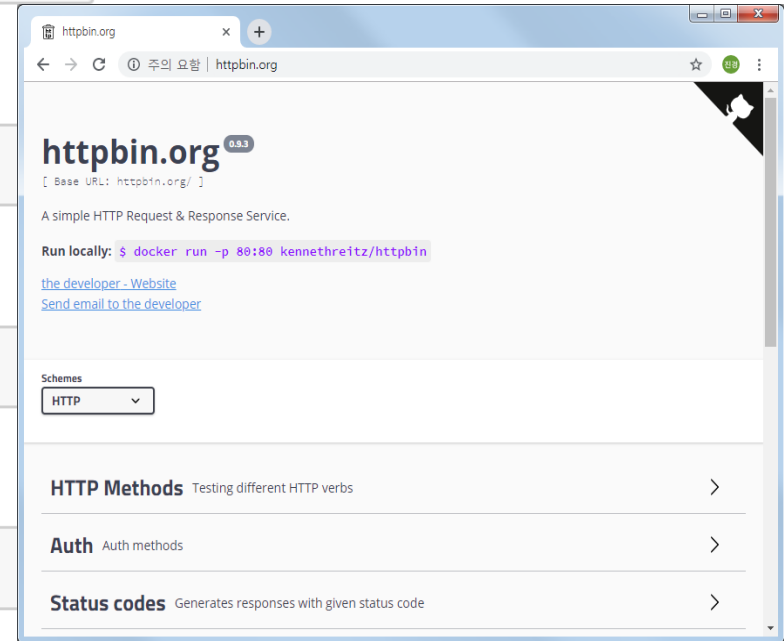 httpbin.org
주의 요함 httpbin.org
진경
httpbin.org 0.9.3
[ Base URL: httpbin.org/ ]
A simple HTTP Request & Response Service.
Run locally: $ docker run -p 80:80 kennethreitz/httpbin
the developer - Website
Send email to the developer
Schemes
HTTP
HTTP Methods Testing different HTTP verbs
Auth Auth methods
Status codes Generates responses with given status code